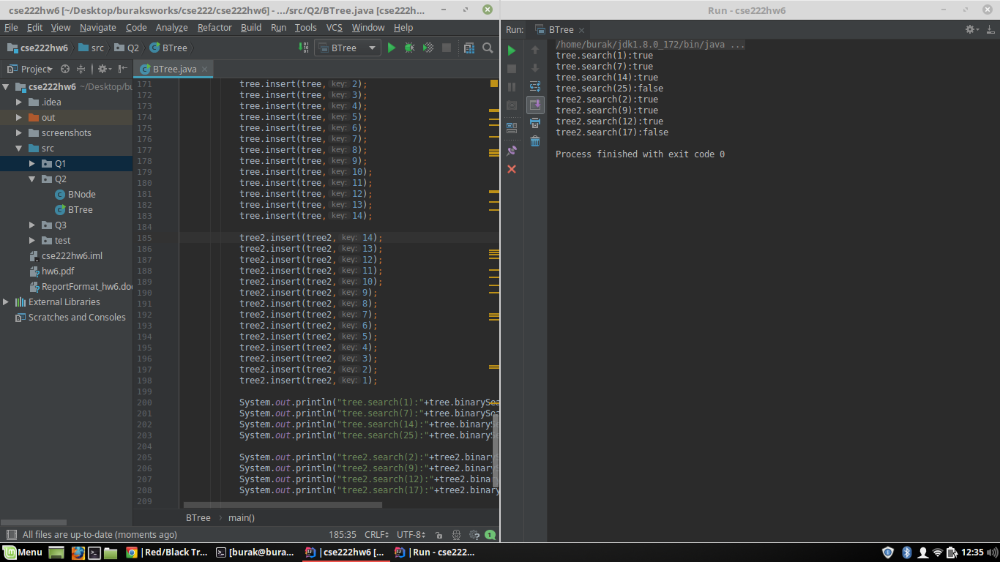 cse222hw6 [~/Desktop/buraksworks/cse222/cse222hw6] - .../src/Q2/BTree.java [cse222h...
File Edit View Navigate Code Analyze Refactor Build Run Tools VCS Window Help
cse222hw6 src Q2 BTree
BTree
Project
BTree.java
cse222hw6 ~/Desktop/bu
.idea
out
screenshots
src
Q1
Q2
BNode
BTree
Q3
test
cse222hw6.iml
hw6.pdf
ReportFormat_hw6.doc
External Libraries
Scratches and Consoles
171 tree.insert(tree, key: 2);
172 tree.insert(tree, key: 3);
173 tree.insert(tree, key: 4);
174 tree.insert(tree, key: 5);
175 tree.insert(tree, key: 6);
176 tree.insert(tree, key: 7);
177 tree.insert(tree, key: 8);
178 tree.insert(tree, key: 9);
179 tree.insert(tree, key: 10);
180 tree.insert(tree, key: 11);
181 tree.insert(tree, key: 12);
182 tree.insert(tree, key: 13);
183 tree.insert(tree, key: 14);
184
185 tree2.insert(tree2, key: 14);
186 tree2.insert(tree2, key: 13);
187 tree2.insert(tree2, key: 12);
188 tree2.insert(tree2, key: 11);
189 tree2.insert(tree2, key: 10);
190 tree2.insert(tree2, key: 9);
191 tree2.insert(tree2, key: 8);
192 tree2.insert(tree2, key: 7);
193 tree2.insert(tree2, key: 6);
194 tree2.insert(tree2, key: 5);
195 tree2.insert(tree2, key: 4);
196 tree2.insert(tree2, key: 3);
197 tree2.insert(tree2, key: 2);
198 tree2.insert(tree2, key: 1);
199
200 System.out.println("tree.search(1):"+tree.binarySea
201 System.out.println("tree.search(7):"+tree.binarySea
202 System.out.println("tree.search(14):"+tree.binarySe
203 System.out.println("tree.search(25):"+tree.binarySe
204
205 System.out.println("tree2.search(2):"+tree2.binaryS
206 System.out.println("tree2.search(9):"+tree2.binaryS
207 System.out.println("tree2.search(12):"+tree2.binary
208 System.out.println("tree2.search(17):"+tree2.binary
209
BTree main()
All files are up-to-date (moments ago) 185:35 CRLF UTF-8 1
Run - cse222hw6
Run: BTree
/home/burak/jdk1.8.0_172/bin/java ...
tree.search(1):true
tree.search(7):true
tree.search(14):true
tree.search(25):false
tree2.search(2):true
tree2.search(9):true
tree2.search(12):true
tree2.search(17):false
Process finished with exit code 0
Menu | Red/Black Tr... [burak@bura... | cse222hw6 [... | Run - cse222... 12:35